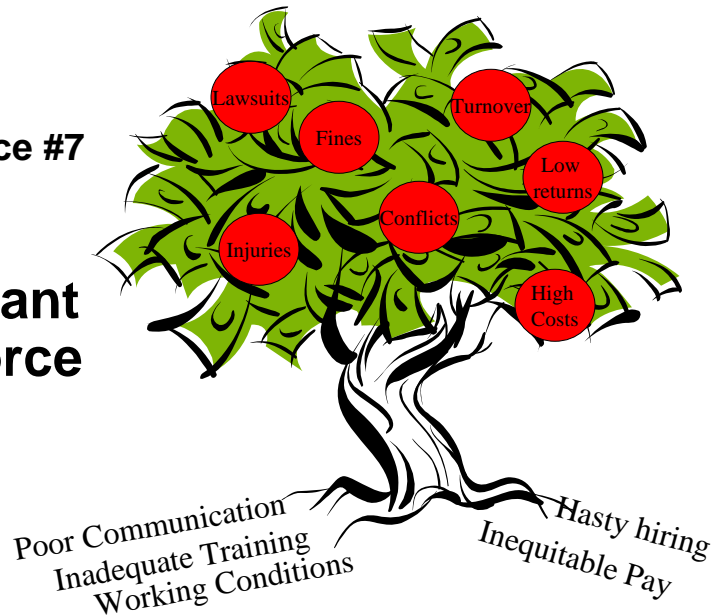 ce #7
ant
orce
Lawsuits
Fines
Turnover
Low
returns
Conflicts
Injuries
High
Costs
Poor Communication
Inadequate Training
Working Conditions
Hasty hiring
Inequitable Pay